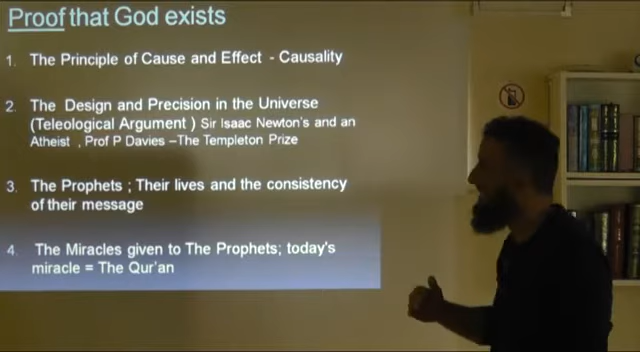 Proof that God exists
1. The Principle of Cause and Effect - Causality
2. The Design and Precision in the Universe
(Teleological Argument ) Sir Isaac Newton's and an
Atheist , Prof P Davies –The Templeton Prize
3. The Prophets ; Their lives and the consistency
of their message
4. The Miracles given to The Prophets; today's
miracle = The Qur'an